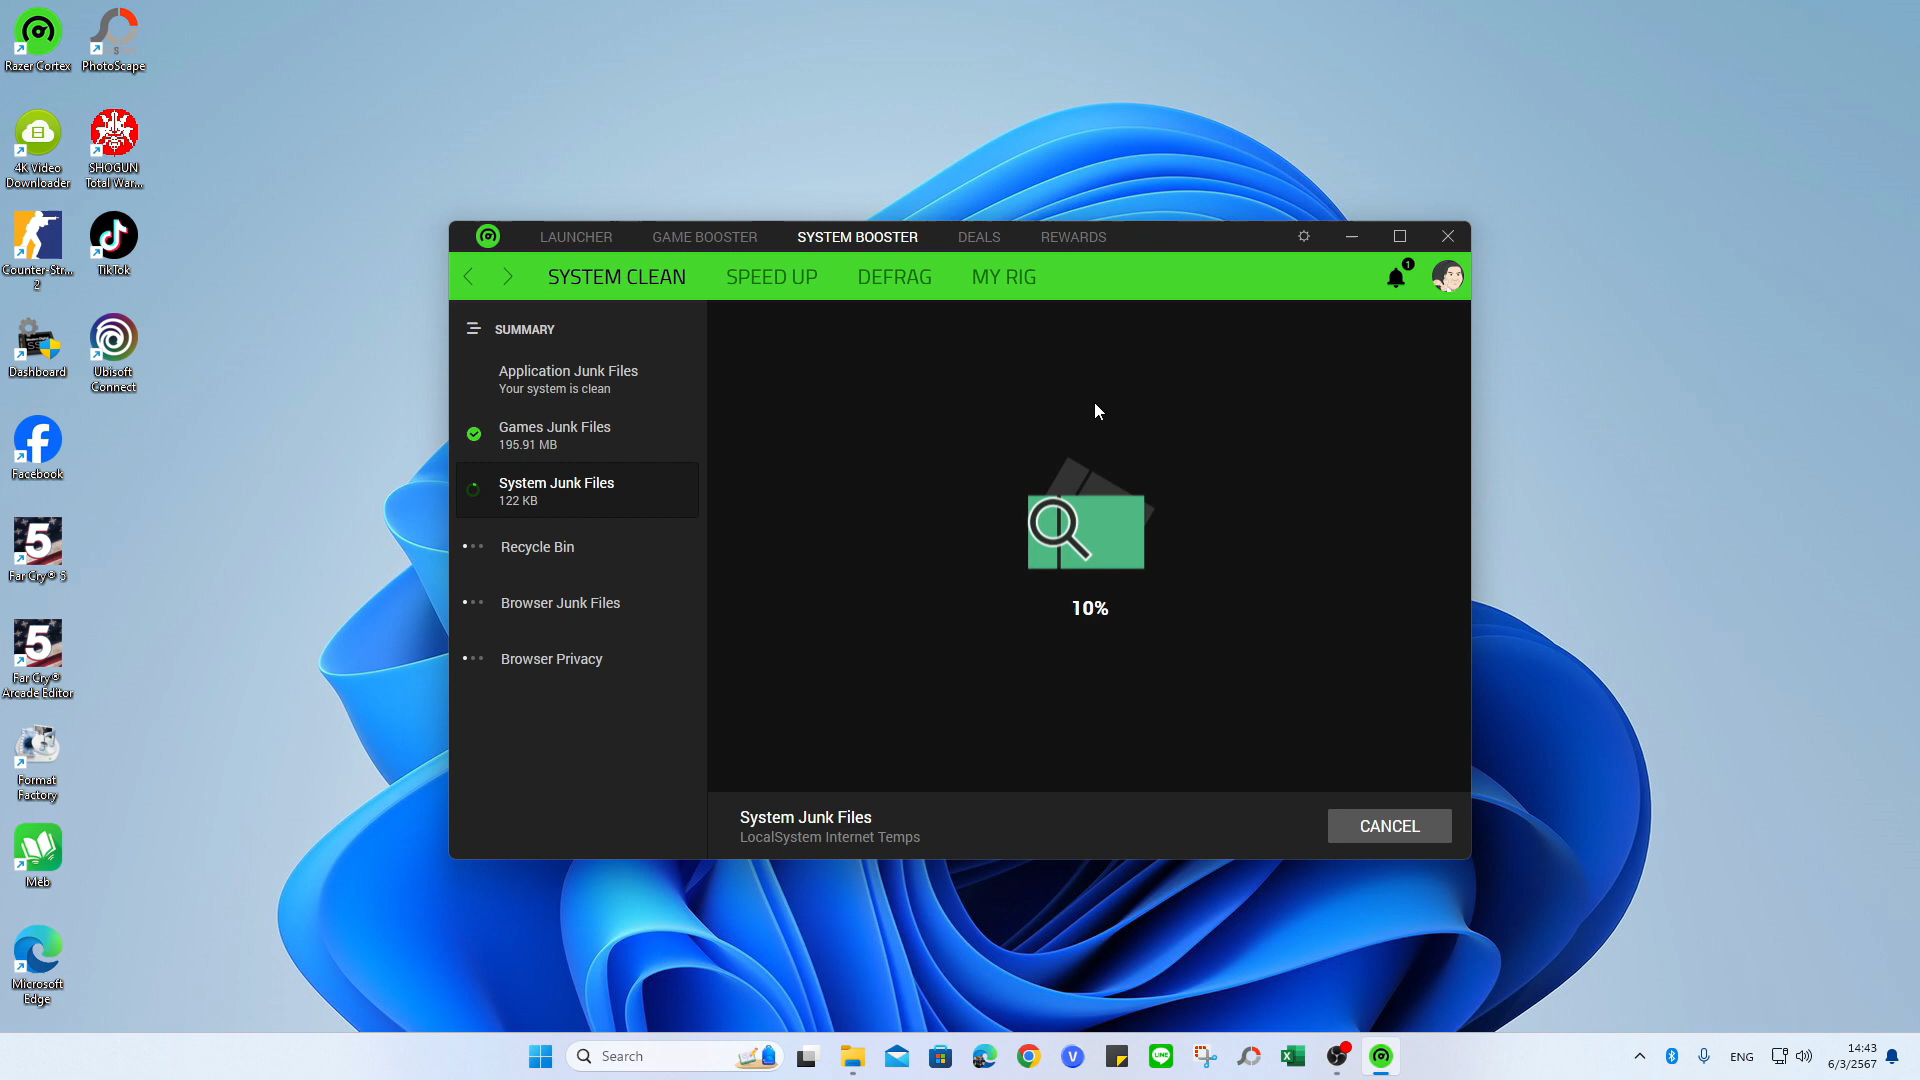 Razer Cortex
PhotoScape
4K Video
Downloader
SHOGUN
Total War...
Counter-Str...
2
TikTok
Dashboard
Ubisoft
Connect
Facebook
5
Far Cry® 5
5
Far Cry®
Arcade Editor
Format
Factory
Meb
Microsoft
Edge
LAUNCHER
GAME BOOSTER
SYSTEM BOOSTER
DEALS
REWARDS
SYSTEM CLEAN
SPEED UP
DEFRAG
MY RIG
1
SUMMARY
Application Junk Files
Your system is clean
Games Junk Files
195.91 MB
System Junk Files
122 KB
Recycle Bin
Browser Junk Files
Browser Privacy
10%
System Junk Files
LocalSystem Internet Temps
CANCEL
Search
V
LINE
ENG
14:43
6/3/2567